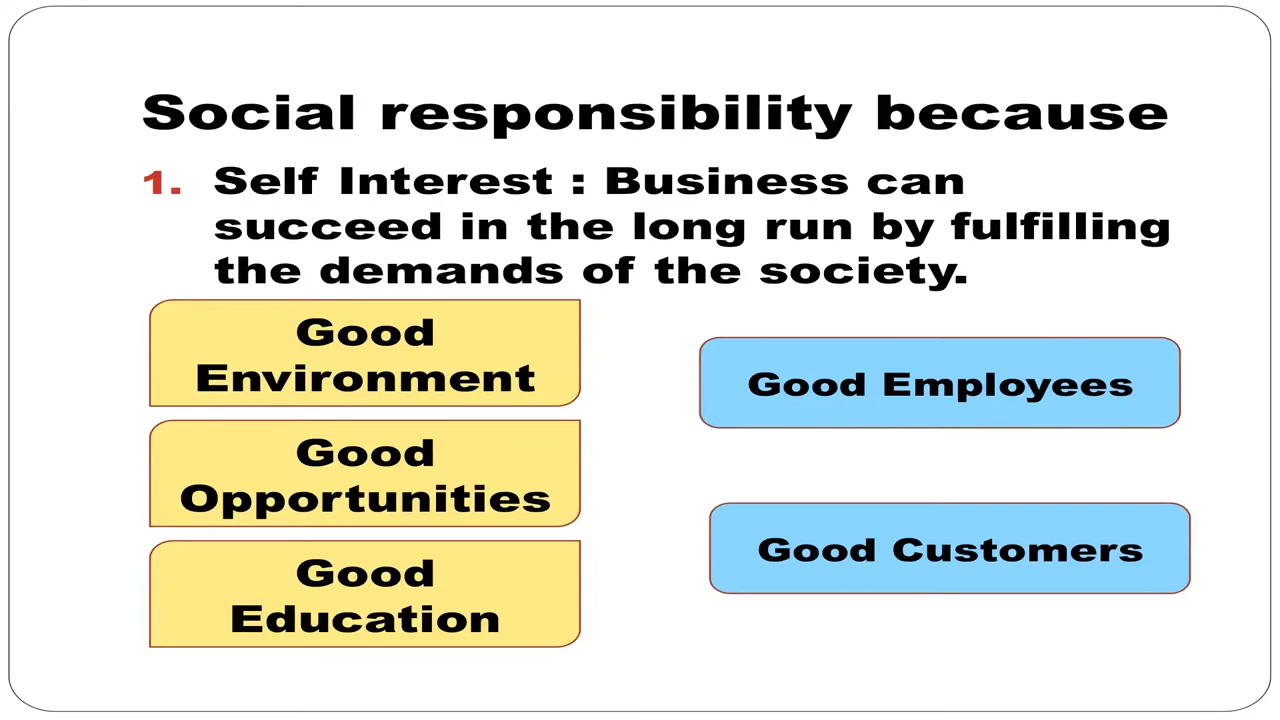 Social responsibility because
1. Self Interest : Business can
succeed in the long run by fulfilling
the demands of the society.
Good
Environment
Good
Opportunities
Good
Education
Good Employees
Good Customers